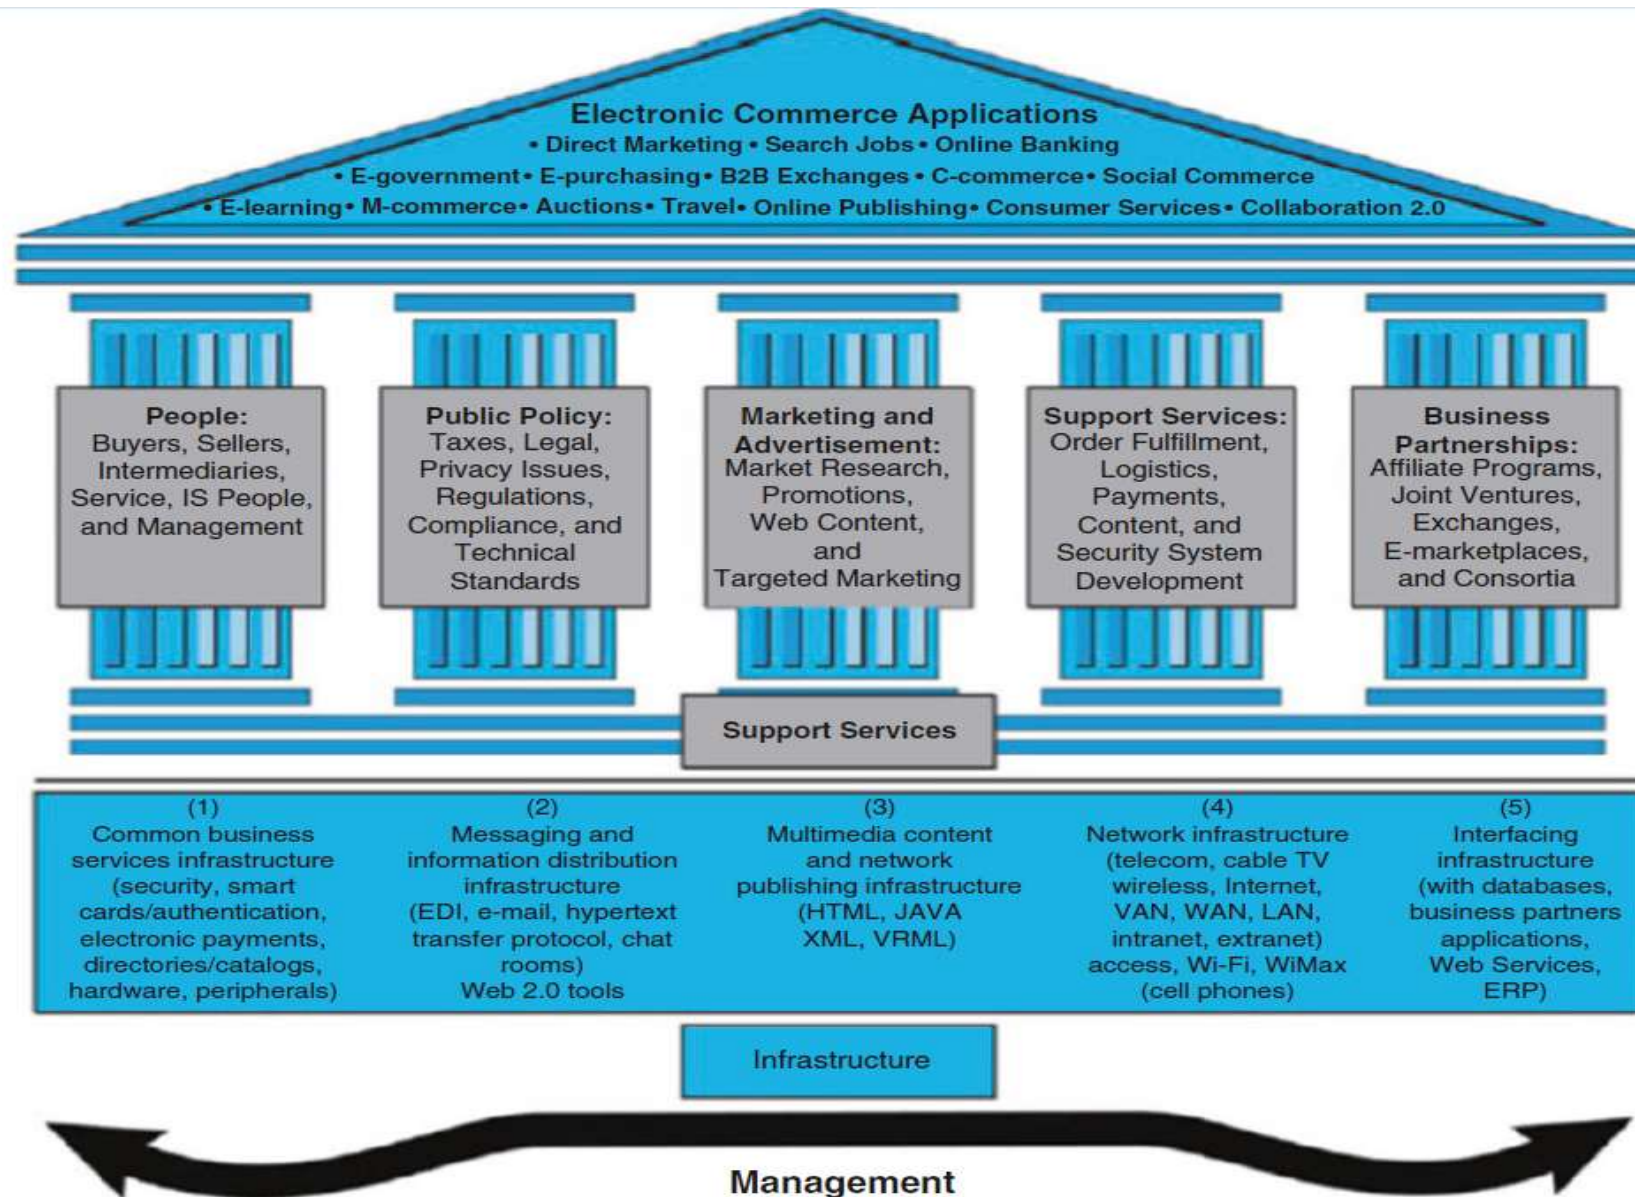 Electronic Commerce Applications
• Direct Marketing • Search Jobs • Online Banking
• E-government • E-purchasing • B2B Exchanges • C-commerce • Social Commerce
• E-learning • M-commerce • Auctions • Travel • Online Publishing • Consumer Services • Collaboration 2.0
People:
Buyers, Sellers,
Intermediaries,
Service, IS People,
and Management
Public Policy:
Taxes, Legal,
Privacy Issues,
Regulations,
Compliance, and
Technical
Standards
Marketing and
Advertisement:
Market Research,
Promotions,
Web Content,
and
Targeted Marketing
Support Services:
Order Fulfillment,
Logistics,
Payments,
Content, and
Security System
Development
Business
Partnerships:
Affiliate Programs,
Joint Ventures,
Exchanges,
E-marketplaces,
and Consortia
Support Services
(1)
Common business
services infrastructure
(security, smart
cards/authentication,
electronic payments,
directories/catalogs,
hardware, peripherals)
(2)
Messaging and
information distribution
infrastructure
(EDI, e-mail, hypertext
transfer protocol, chat
rooms)
Web 2.0 tools
(3)
Multimedia content
and network
publishing infrastructure
(HTML, JAVA
XML, VRML)
(4)
Network infrastructure
(telecom, cable TV
wireless, Internet,
VAN, WAN, LAN,
intranet, extranet)
access, Wi-Fi, WiMax
(cell phones)
(5)
Interfacing
infrastructure
(with databases,
business partners
applications,
Web Services,
ERP)
Infrastructure
Management